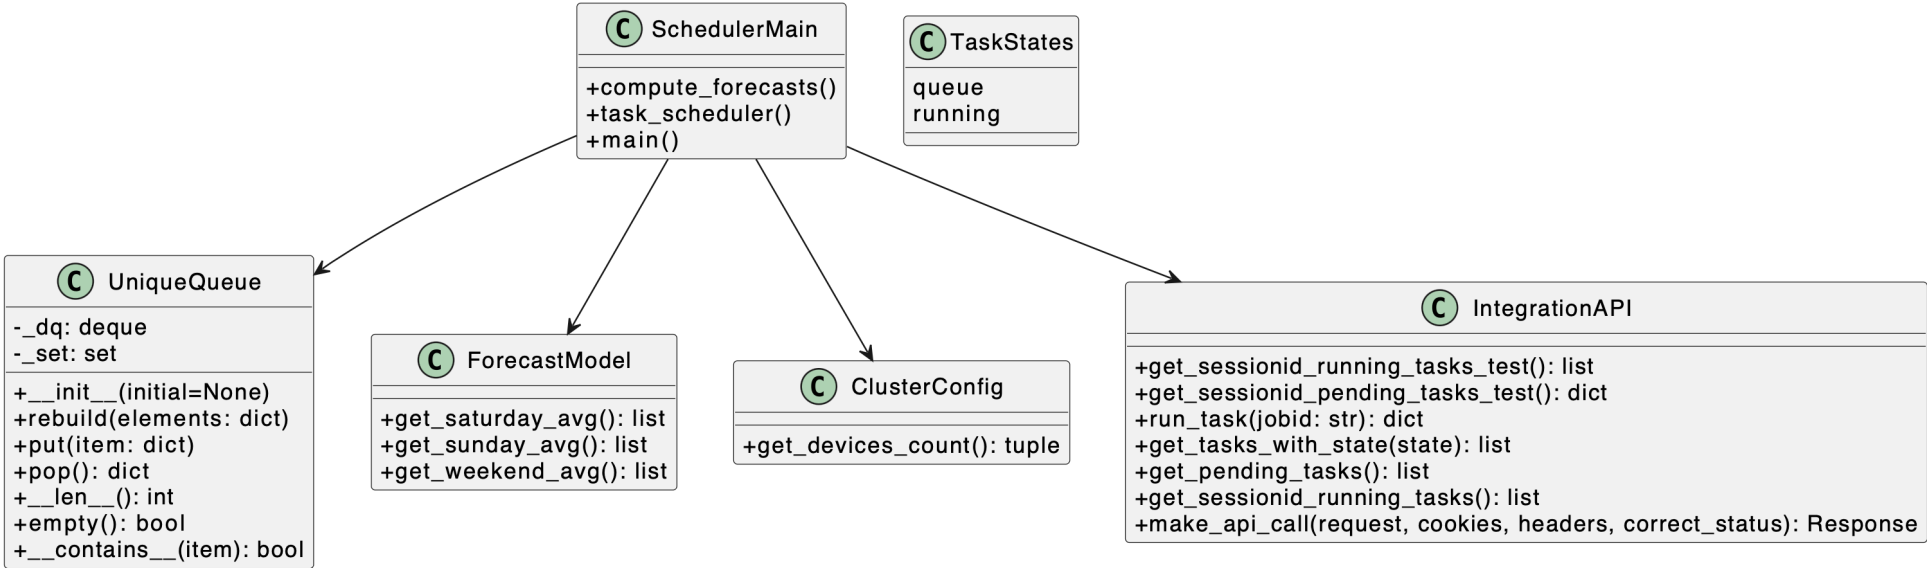 C SchedulerMain
+compute_forecasts()
+task_scheduler()
+main()
C TaskStates
queue
running
C UniqueQueue
-_dq: deque
-_set: set
+__init__(initial=None)
+rebuild(elements: dict)
+put(item: dict)
+pop(): dict
+__len__(): int
+empty(): bool
+__contains__(item): bool
C ForecastModel
+get_saturday_avg(): list
+get_sunday_avg(): list
+get_weekend_avg(): list
C ClusterConfig
+get_devices_count(): tuple
C IntegrationAPI
+get_sessionid_running_tasks_test(): list
+get_sessionid_pending_tasks_test(): dict
+run_task(jobid: str): dict
+get_tasks_with_state(state): list
+get_pending_tasks(): list
+get_sessionid_running_tasks(): list
+make_api_call(request, cookies, headers, correct_status): Response